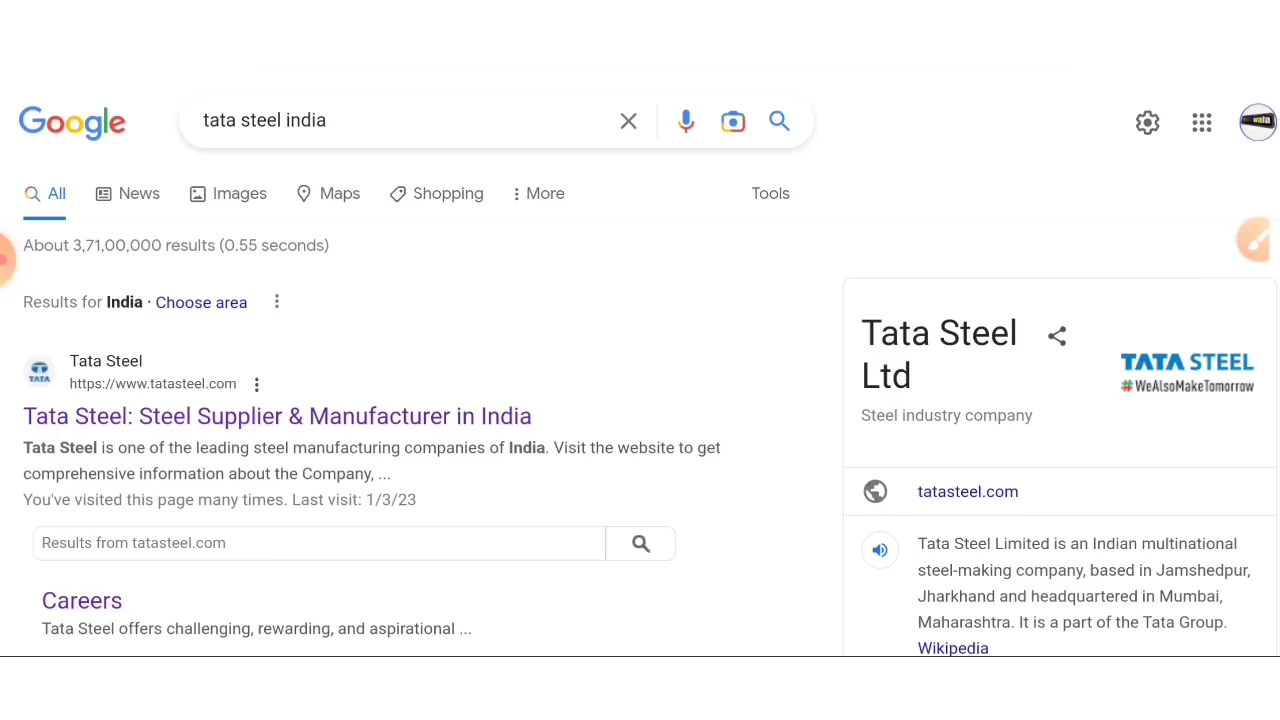 Google
tata steel india
All News Images Maps Shopping More Tools
About 3,71,00,000 results (0.55 seconds)
Results for India · Choose area
TATA
Tata Steel
https://www.tatasteel.com
Tata Steel: Steel Supplier & Manufacturer in India
Tata Steel is one of the leading steel manufacturing companies of India. Visit the website to get
comprehensive information about the Company, ...
You've visited this page many times. Last visit: 1/3/23
Results from tatasteel.com
Careers
Tata Steel offers challenging, rewarding, and aspirational ...
Tata Steel
Ltd
Steel industry company
TATA STEEL
#WeAlsoMakeTomorrow
tatasteel.com
Tata Steel Limited is an Indian multinational
steel-making company, based in Jamshedpur,
Jharkhand and headquartered in Mumbai,
Maharashtra. It is a part of the Tata Group.
Wikipedia